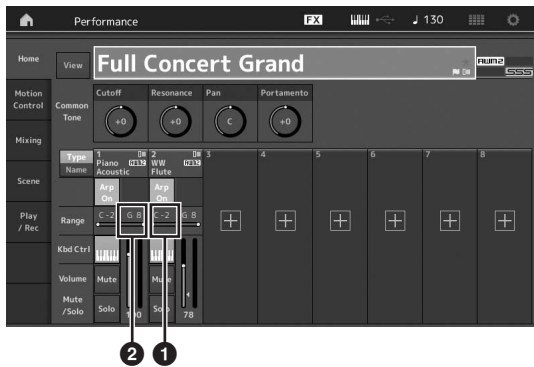 Performance
FX
♩ 130
Home
View
Full Concert Grand
AWM2
SSS
Motion
Control
Common
Tone
Cutoff
Resonance
Pan
Portamento
+0
+0
C
+0
Mixing
Type
Name
1
Piano
AWM2
Acoustic
2
WW
AWM2
Flute
3
4
5
6
7
8
Scene
Arp
On
Arp
On
Play
/ Rec
Range
C -2
G 8
C -2
G 8
Kbd Ctrl
Volume
Mute
Mute
Mute
/Solo
Solo
100
Solo
78
2
1